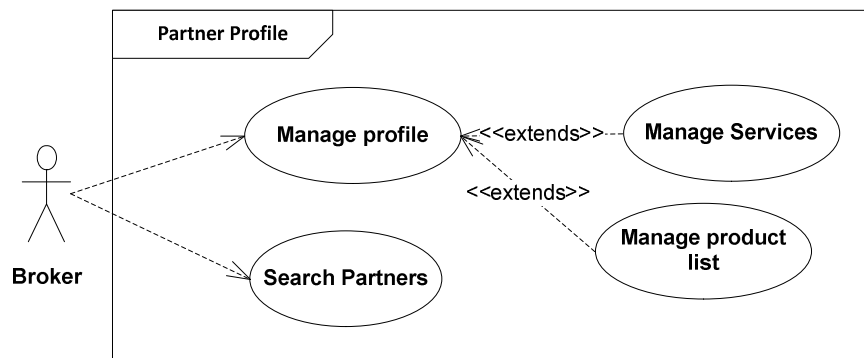 Partner Profile
Manage profile
<<extends>>
Manage Services
<<extends>>
Manage product
list
Search Partners
Broker